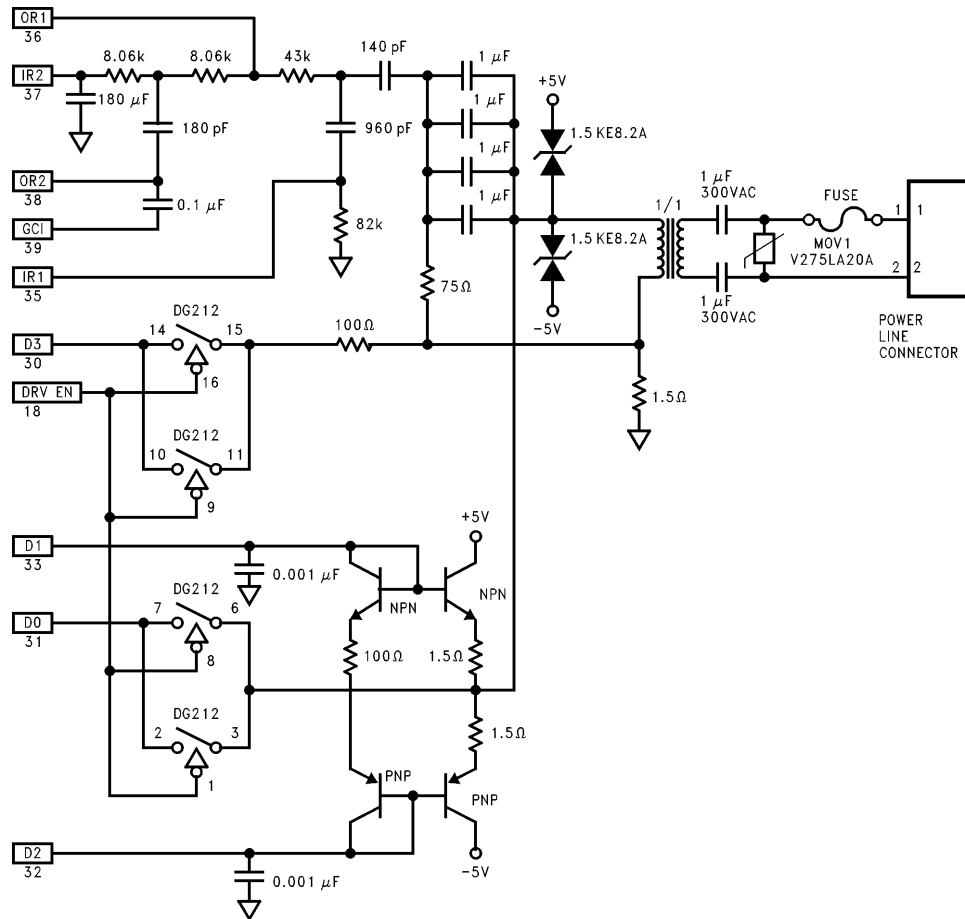 OR1
36
IR2
37
8.06k
8.06k
43k
140 pF
1 μF
180 μF
180 pF
960 pF
1 μF
1 μF
1 μF
OR2
38
0.1 μF
GCI
39
82k
IR1
35
75Ω
+5V
1.5 KE8.2A
1.5 KE8.2A
-5V
1/1
1 μF
300VAC
1 μF
300VAC
FUSE
MOV1
V275LA20A
1
1
2
2
POWER
LINE
CONNECTOR
DG212
14
15
16
100Ω
D3
30
DRV EN
18
1.5Ω
DG212
10
11
9
D1
33
0.001 μF
+5V
NPN
NPN
DG212
7
6
8
D0
31
100Ω
1.5Ω
DG212
2
3
1
1.5Ω
PNP
PNP
D2
32
0.001 μF
-5V